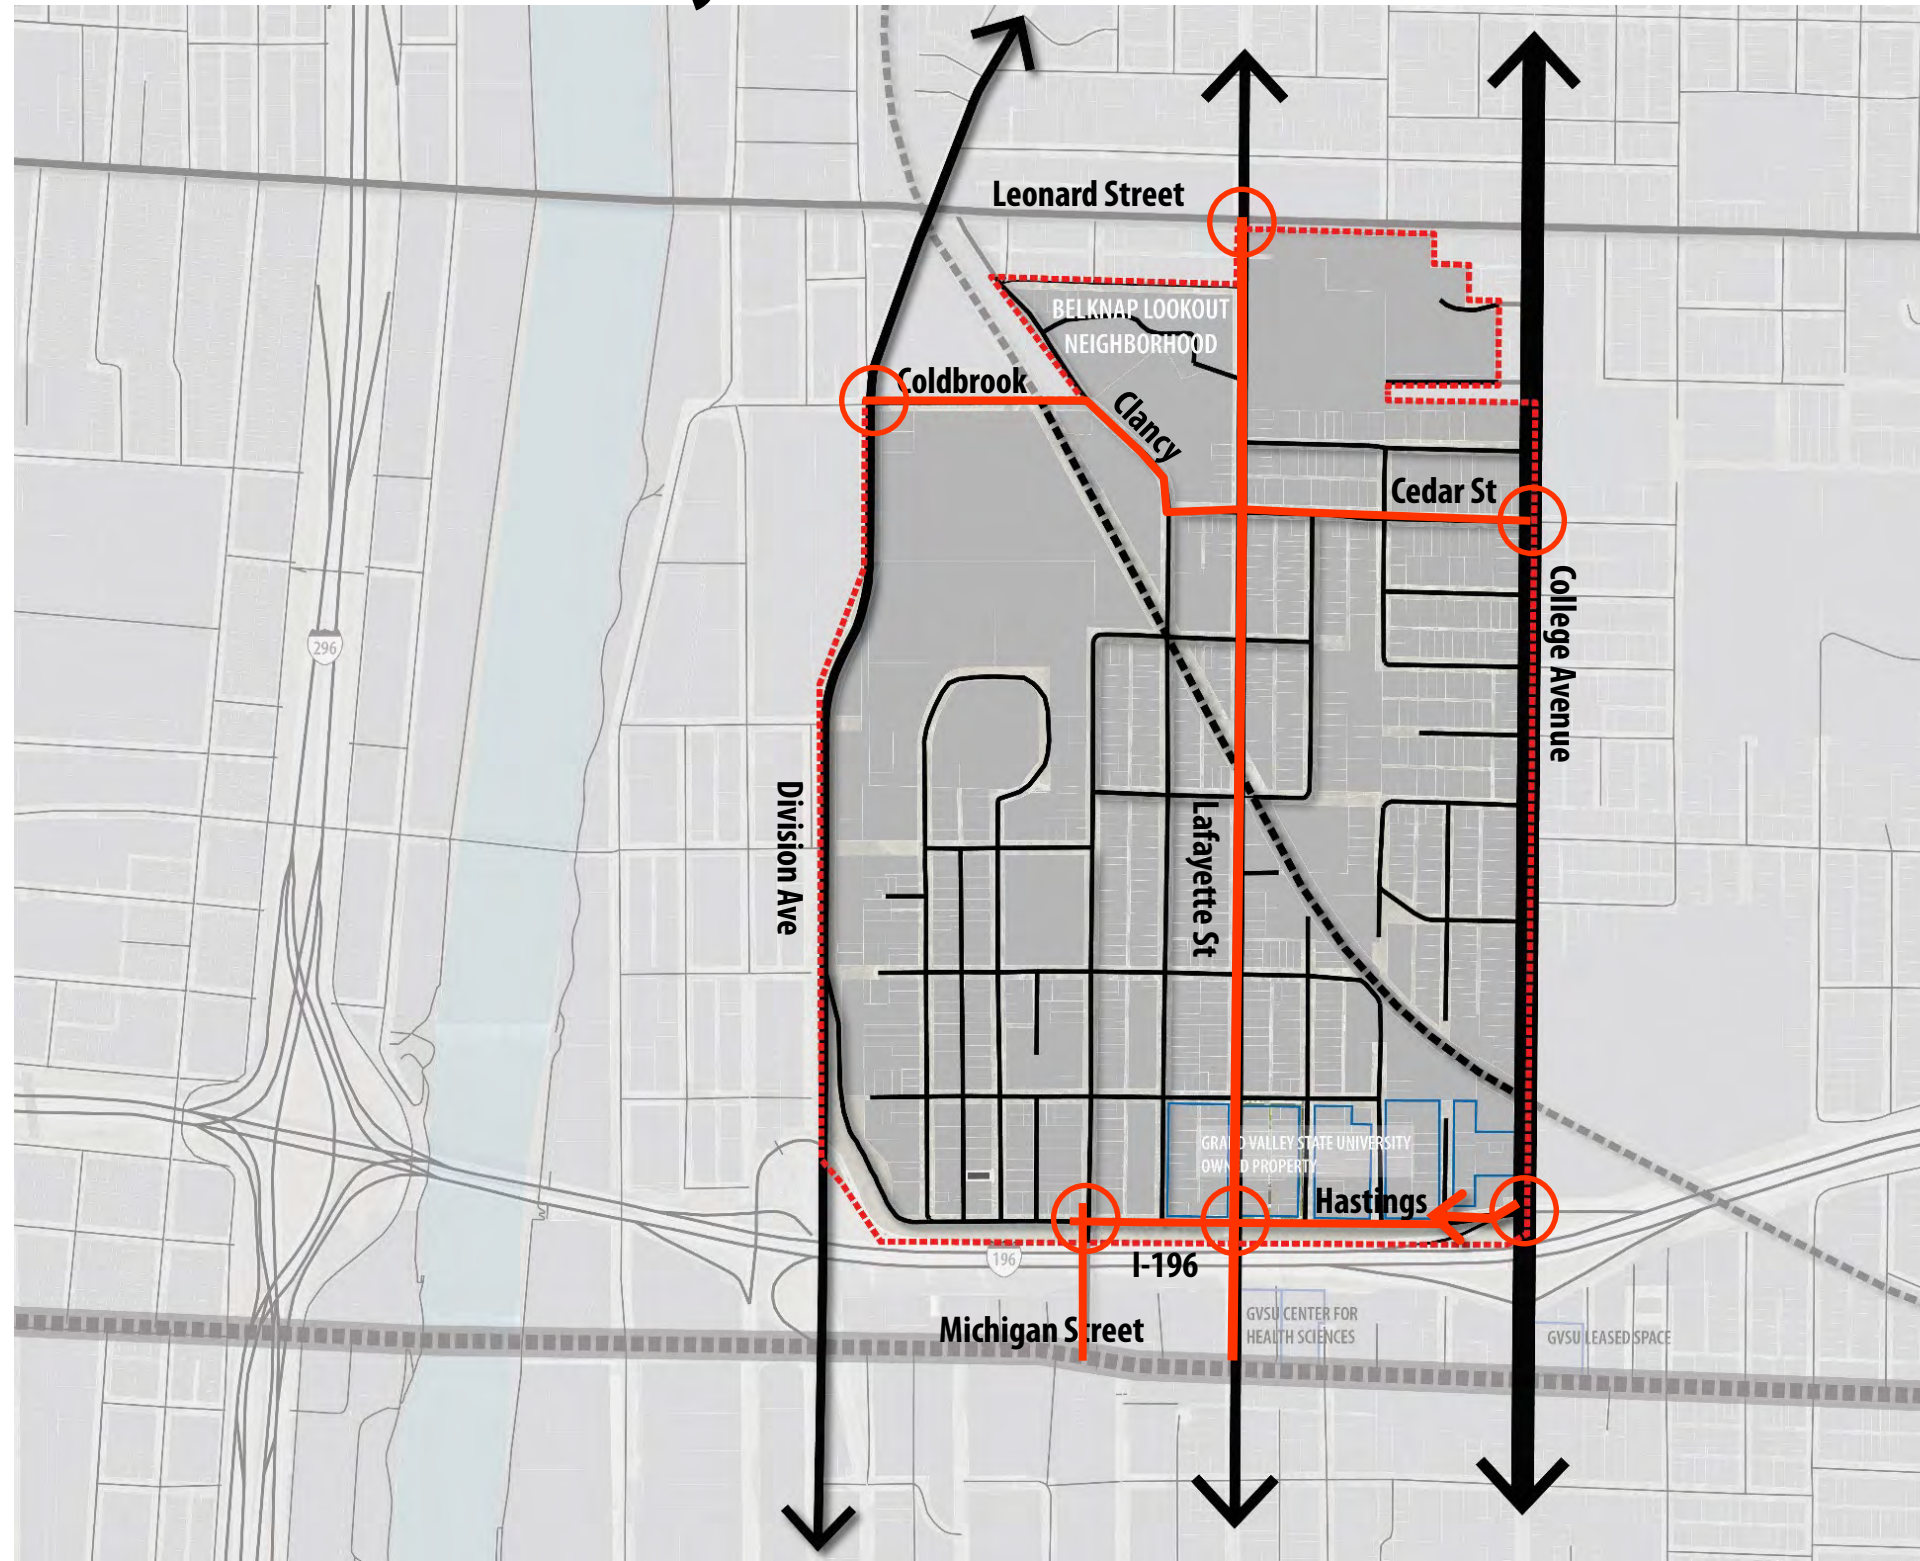 Leonard Street
BELKNAP LOOKOUT
NEIGHBORHOOD
Coldbrook
Clancy
Cedar St
College Avenue
296
Division Ave
Lafayette St
GRAND VALLEY STATE UNIVERSITY
OWNED PROPERTY
Hastings
196
I-196
Michigan Street
GVSU CENTER FOR
HEALTH SCIENCES
GVSU LEASED SPACE